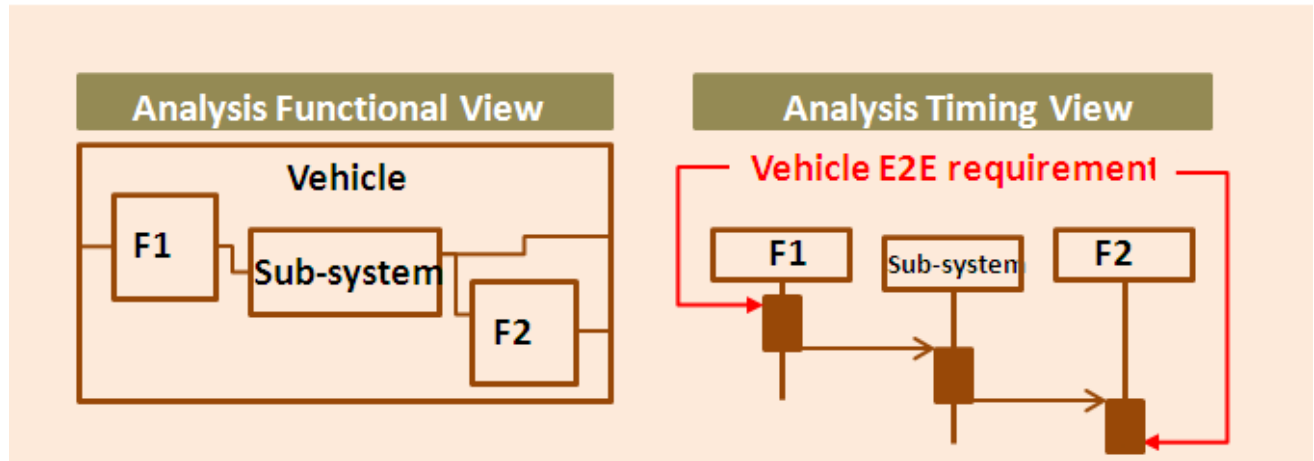 Analysis Functional View
Vehicle
F1
Sub-system
F2
Analysis Timing View
Vehicle E2E requirement
F1
Sub-system
F2